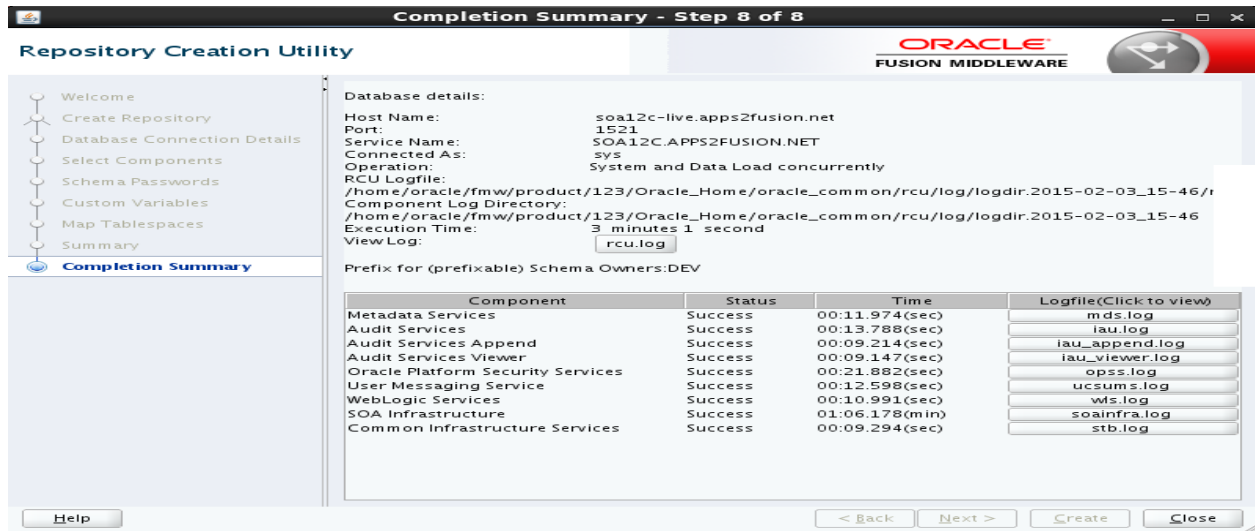 Completion Summary - Step 8 of 8
Repository Creation Utility
ORACLE
FUSION MIDDLEWARE
Welcome
Create Repository
Database Connection Details
Select Components
Schema Passwords
Custom Variables
Map Tablespaces
Summary
Completion Summary
Database details:
Host Name: soa12c-live.apps2fusion.net
Port: 1521
Service Name: SOA12C.APPS2FUSION.NET
Connected As: sys
Operation: System and Data Load concurrently
RCU Logfile:
/home/oracle/fmw/product/123/Oracle_Home/oracle_common/rcu/log/logdir.2015-02-03_15-46/r
Component Log Directory:
/home/oracle/fmw/product/123/Oracle_Home/oracle_common/rcu/log/logdir.2015-02-03_15-46
Execution Time: 3 minutes 1 second
View Log: rcu.log
Prefix for (prefixable) Schema Owners:DEV
Component Status Time Logfile(Click to view)
Metadata Services Success 00:11.974(sec) mds.log
Audit Services Success 00:13.788(sec) iau.log
Audit Services Append Success 00:09.214(sec) iau_append.log
Audit Services Viewer Success 00:09.147(sec) iau_viewer.log
Oracle Platform Security Services Success 00:21.882(sec) opss.log
User Messaging Service Success 00:12.598(sec) ucsums.log
WebLogic Services Success 00:10.991(sec) wls.log
SOA Infrastructure Success 01:06.178(min) soainfra.log
Common Infrastructure Services Success 00:09.294(sec) stb.log
Help < Back Next > Create Close